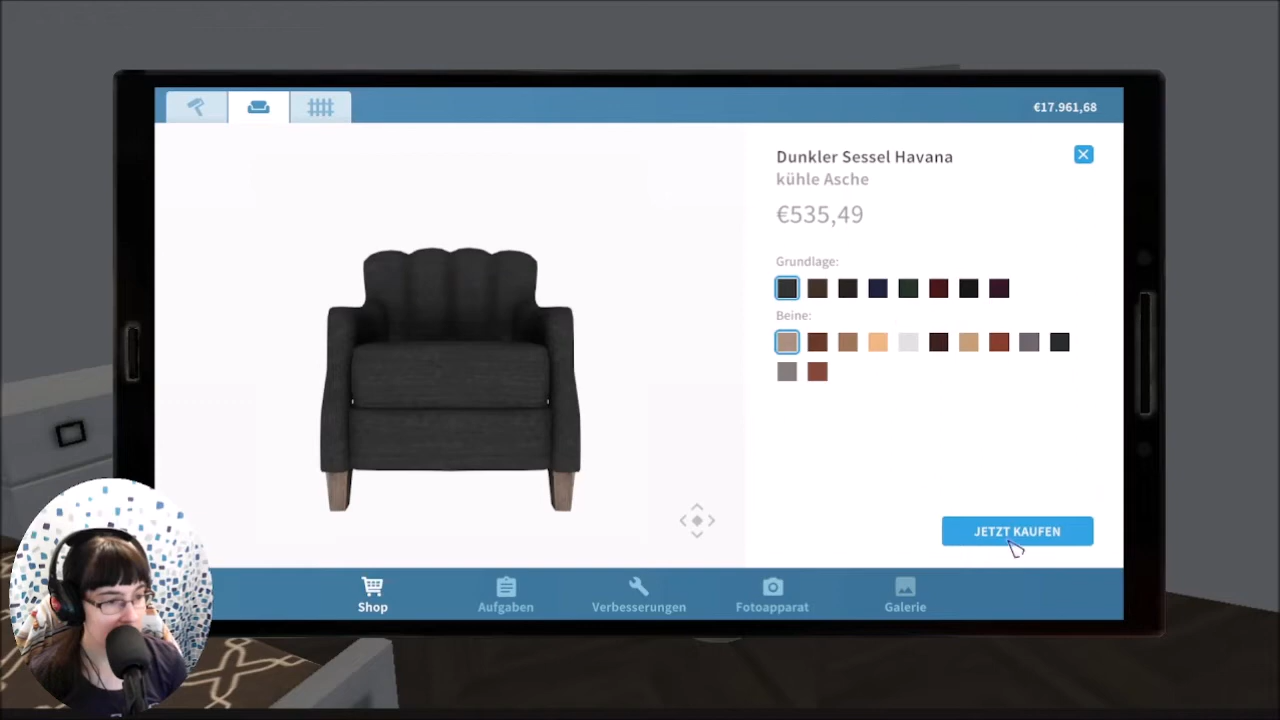 €17.961,68
Dunkler Sessel Havana
kühle Asche
€535,49
Grundlage:
Beine:
JETZT KAUFEN
Shop
Aufgaben
Verbesserungen
Fotoapparat
Galerie